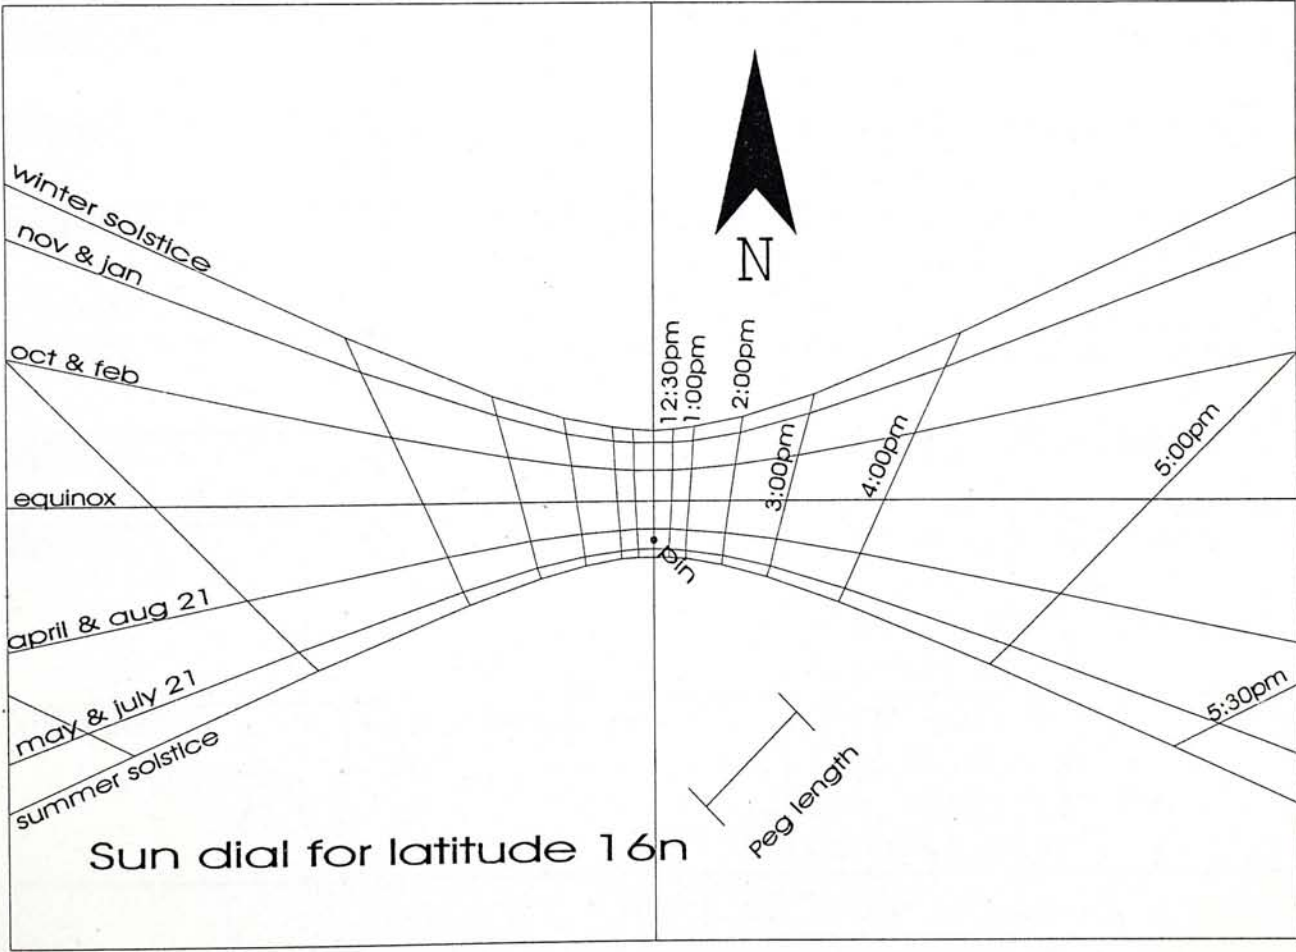 N
winter solstice
nov & jan
oct & feb
equinox
april & aug 21
may & july 21
summer solstice
12:30pm
1:00pm
2:00pm
3:00pm
4:00pm
5:00pm
5:30pm
pin
Peg length
Sun dial for latitude 16n